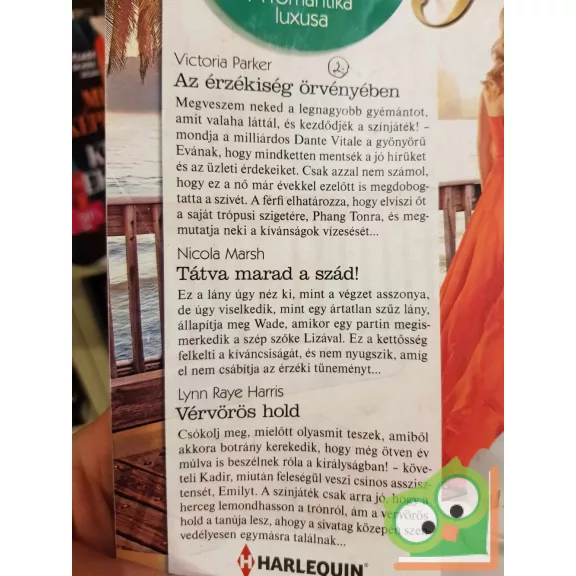 A romantika
luxusa
Victoria Parker 2.
Az érzékiség örvényében
Megveszem neked a legnagyobb gyémántot,
amit valaha láttál, és kezdődjék a színjáték! –
mondja a milliárdos Dante Vitale a gyönyörű
Evának, hogy mindketten mentsék a jó hírüket
és az üzleti érdekeiket. Csak azzal nem számol,
hogy ez a nő már évekkel ezelőtt is megdobog-
tatta a szívét. A férfi elhatározza, hogy elviszi őt
a saját trópusi szigetére, Phang Tonra, és meg-
mutatja neki a kívánságok vízesését...
Nicola Marsh
Tátva marad a szád!
Ez a lány úgy néz ki, mint a végzet asszonya,
de úgy viselkedik, mint egy ártatlan szűz lány,
állapítja meg Wade, amikor egy partin megis-
merkedik a szép szőke Lizával. Ez a kettősség
felkelti a kíváncsiságát, és nem nyugszik, amíg
el nem csábítja az érzéki tüneményt...
Lynn Raye Harris
Vérvörös hold
Csókolj meg, mielőtt olyasmit teszek, amiből
akkora botrány kerekedik, hogy még ötven év
múlva is beszélnek róla a királyságban! – köve-
teli Kadir, miután feleségül veszi csinos assziszt-
tensét, Emilyt. A színjáték csak arra jó, hogy a
herceg lemondhasson a trónról, ám a vérvörös
hold a tanúja lesz, ahogy a sivatag közepén szen-
vedélyesen egymásra találnak...
HARLEQUIN®